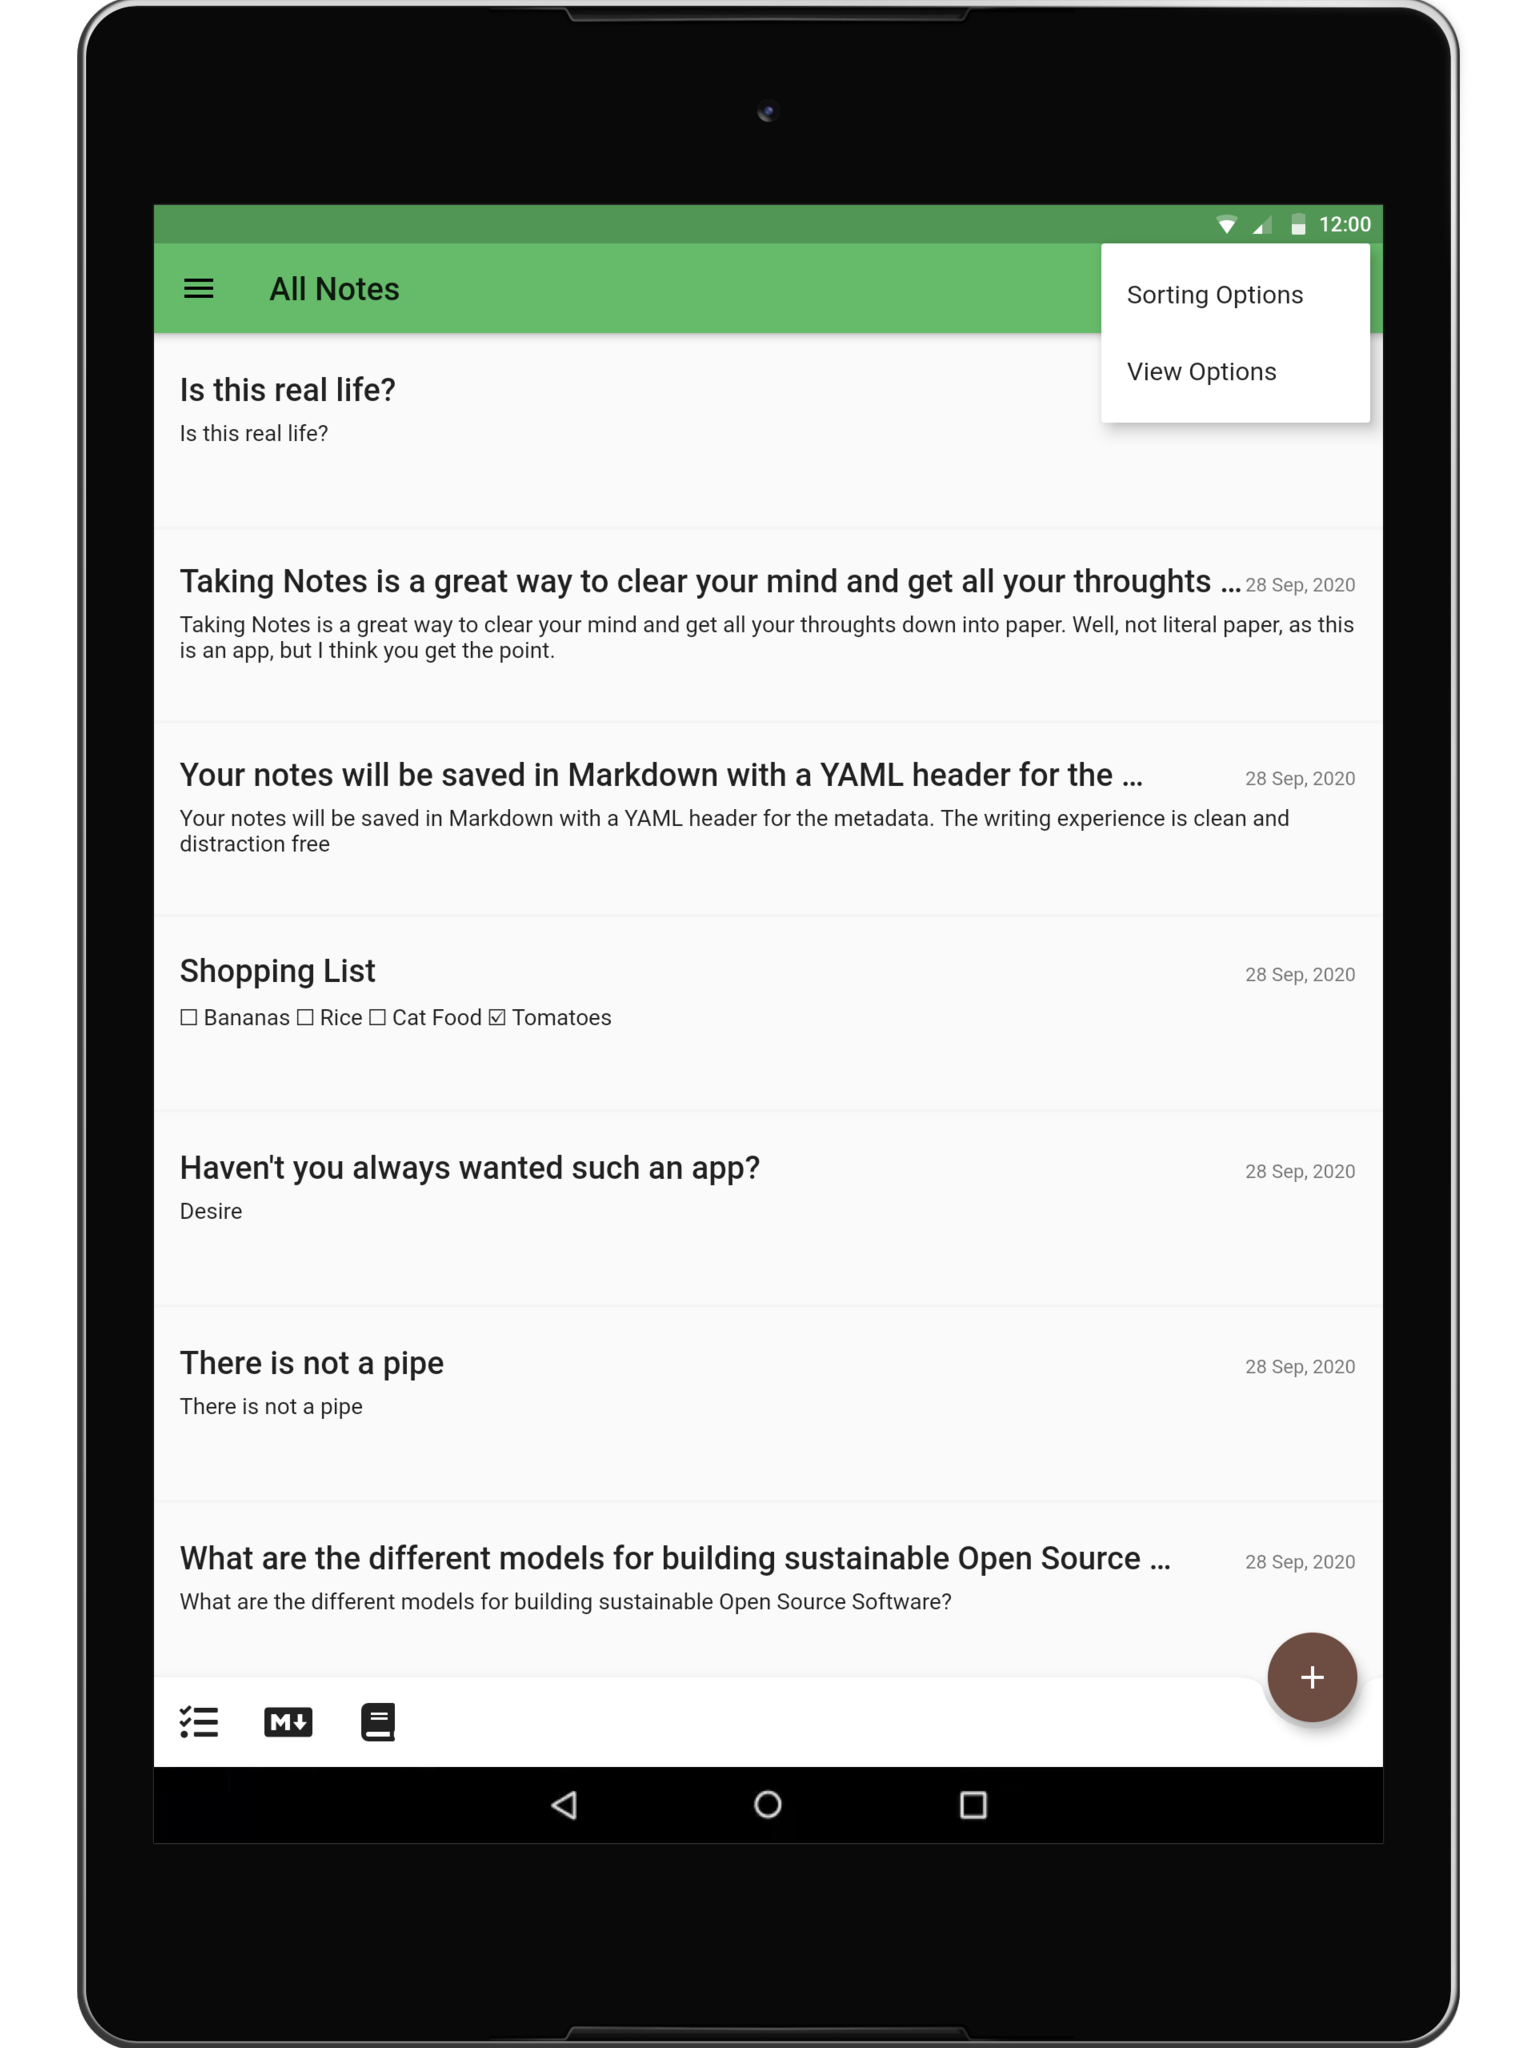 12:00
All Notes
Sorting Options
View Options
Is this real life?
Is this real life?
Taking Notes is a great way to clear your mind and get all your throughts ... 28 Sep, 2020
Taking Notes is a great way to clear your mind and get all your throughts down into paper. Well, not literal paper, as this
is an app, but I think you get the point.
Your notes will be saved in Markdown with a YAML header for the ... 28 Sep, 2020
Your notes will be saved in Markdown with a YAML header for the metadata. The writing experience is clean and
distraction free
Shopping List 28 Sep, 2020
☐ Bananas ☐ Rice ☐ Cat Food ☑ Tomatoes
Haven't you always wanted such an app? 28 Sep, 2020
Desire
There is not a pipe 28 Sep, 2020
There is not a pipe
What are the different models for building sustainable Open Source ... 28 Sep, 2020
What are the different models for building sustainable Open Source Software?
M